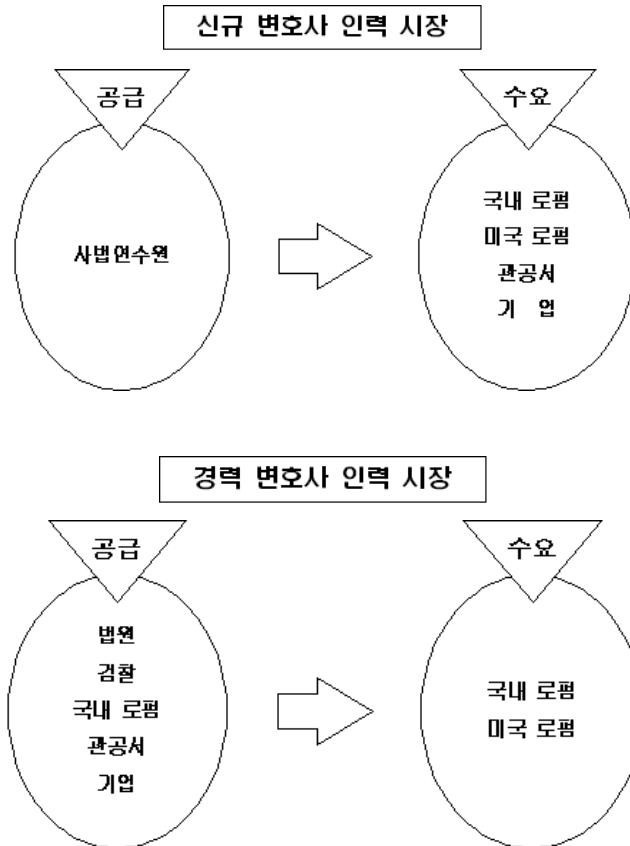 신규 변호사 인력 시장
공급
수요
사법연수원
국내 로펌
미국 로펌
관공서
기 업
경력 변호사 인력 시장
공급
수요
법원
검찰
국내 로펌
관공서
기업
국내 로펌
미국 로펌